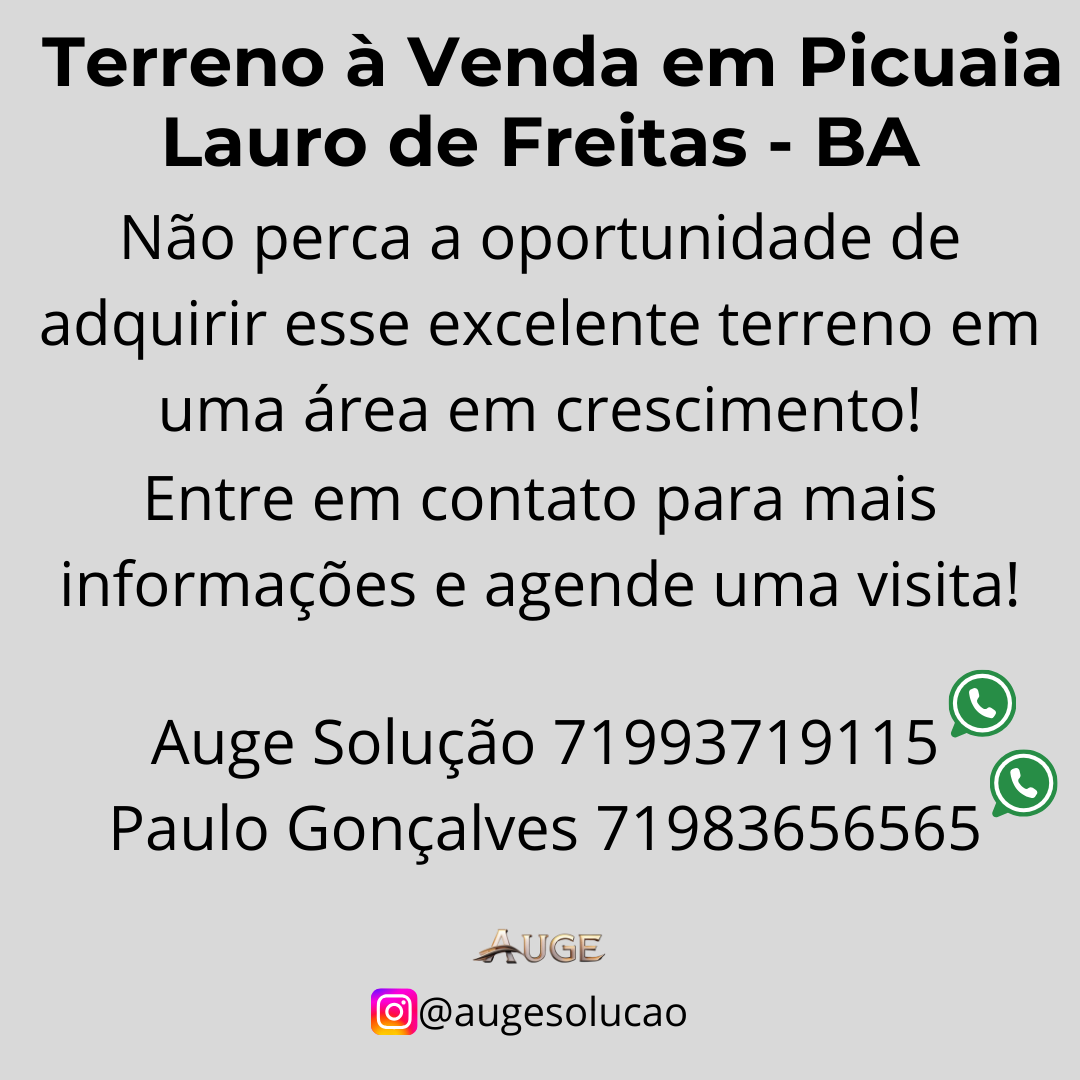 Terreno à Venda em Picuaia
Lauro de Freitas - BA
Não perca a oportunidade de
adquirir esse excelente terreno em
uma área em crescimento!
Entre em contato para mais
informações e agende uma visita!
Auge Solução 71993719115
Paulo Gonçalves 71983656565
AUGE
@augesolucao